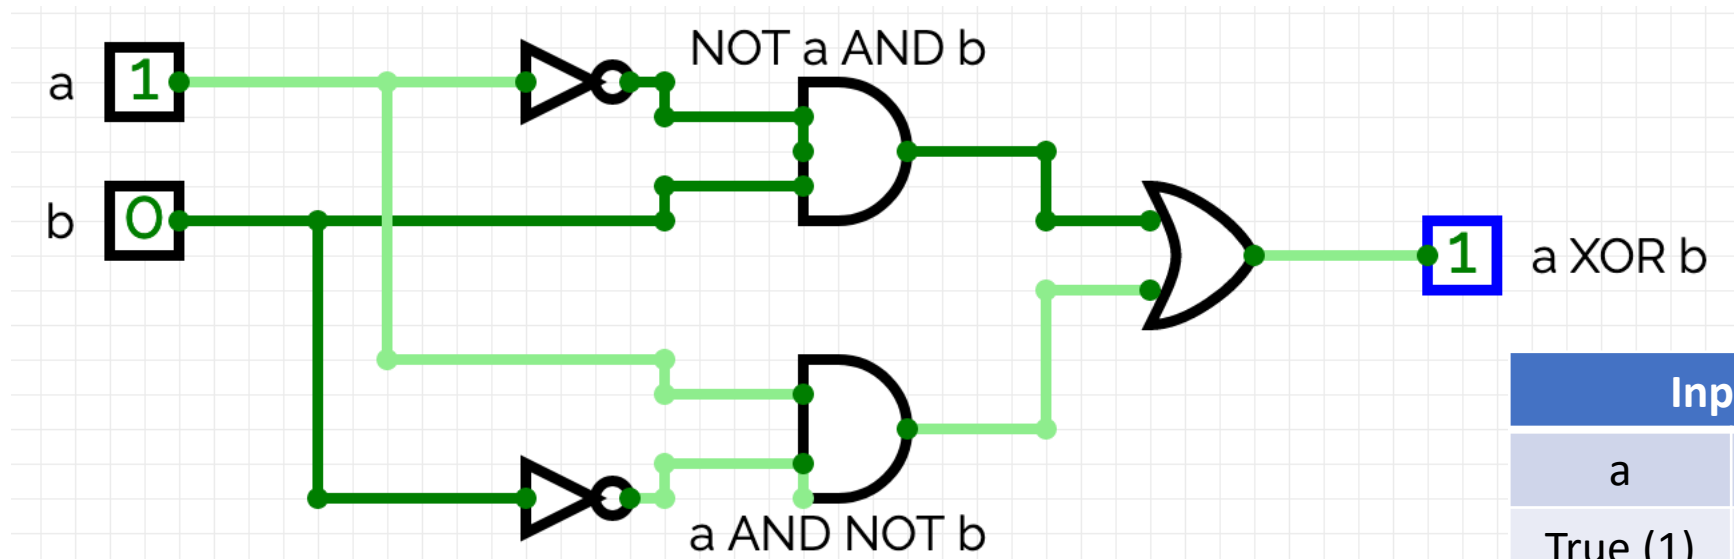 NOT a AND b
a 1
b 0
1 a XOR b
a AND NOT b
a
True (1)